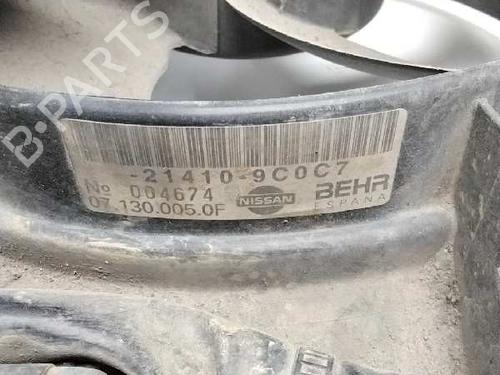 B-PARTS
-21410-9C0C7
No 004674
07.130.005.0F
NISSAN
BEHR
ESPANA